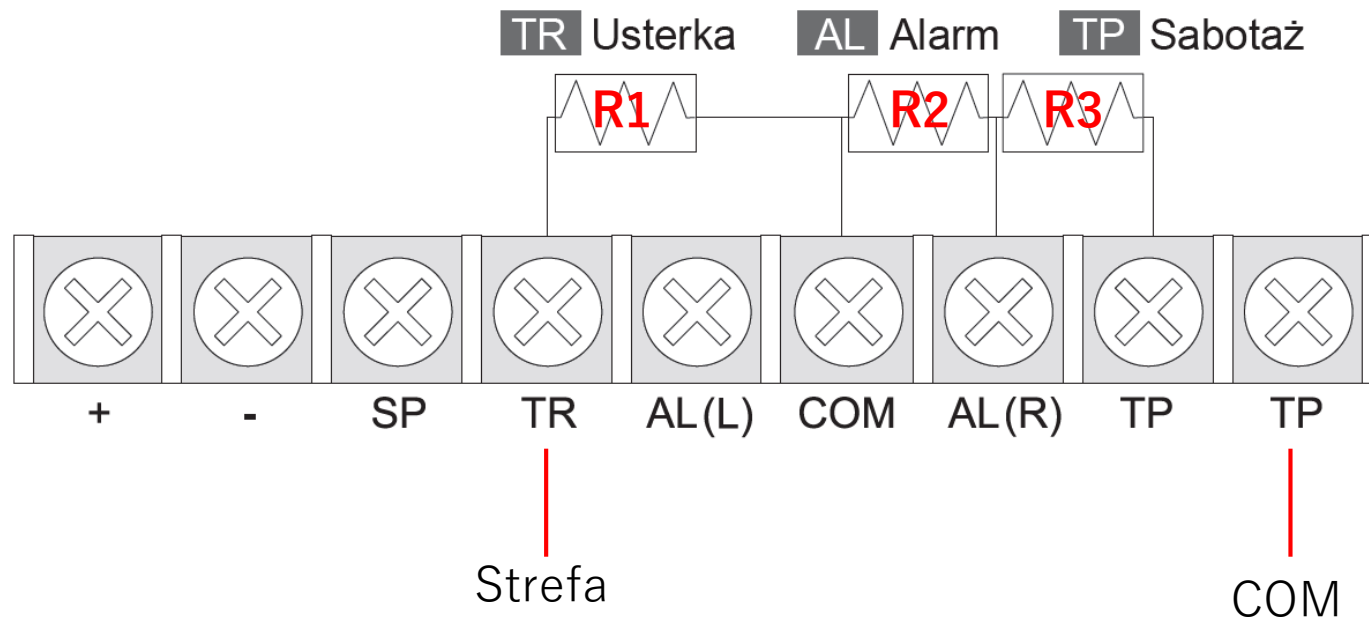 TR Usterka AL Alarm TP Sabotaż
R1 R2 R3
+ - SP TR AL(L) COM AL(R) TP TP
Strefa
COM